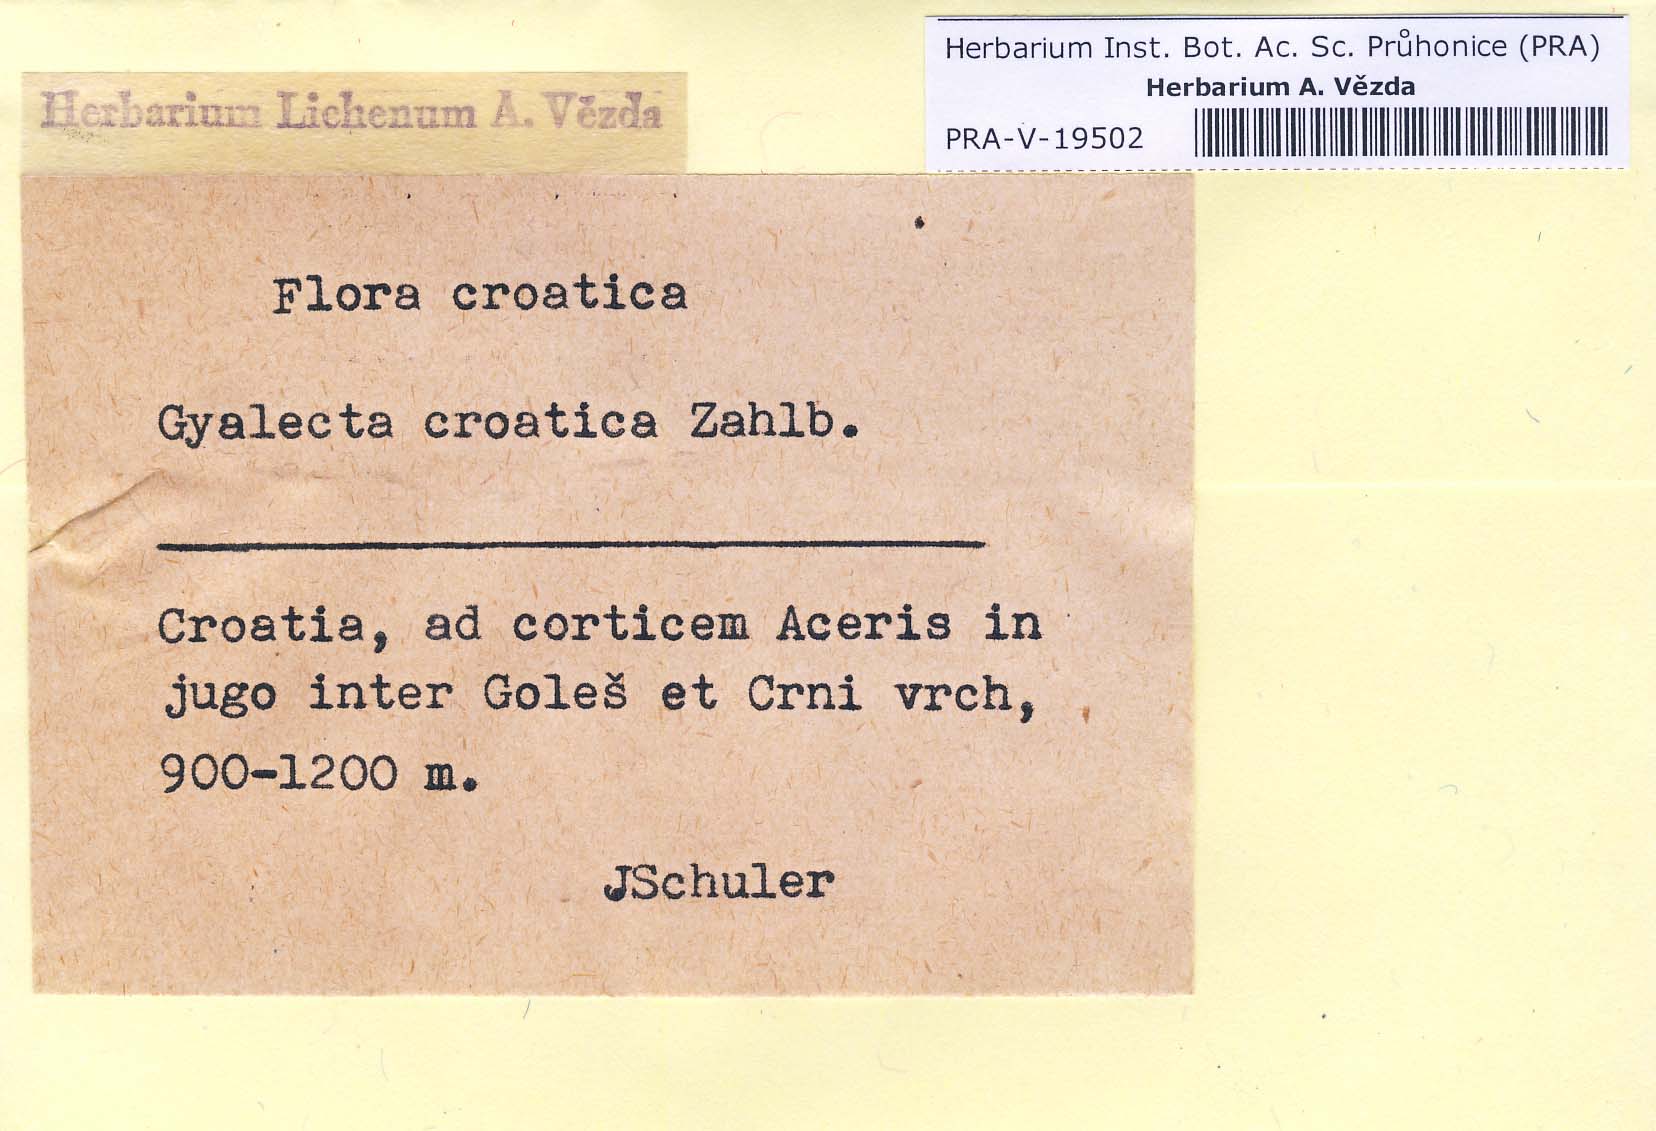 Herbarium Inst. Bot. Ac. Sc. Průhonice (PRA)
Herbarium A. Vězda
PRA-V-19502
Herbarium Lichenum A. Vězda
Flora croatica
Gyalecta croatica Zahlb.
Croatia, ad corticem Aceris in
jugo inter Goleš et Crni vrch,
900-1200 m.
JSchuler